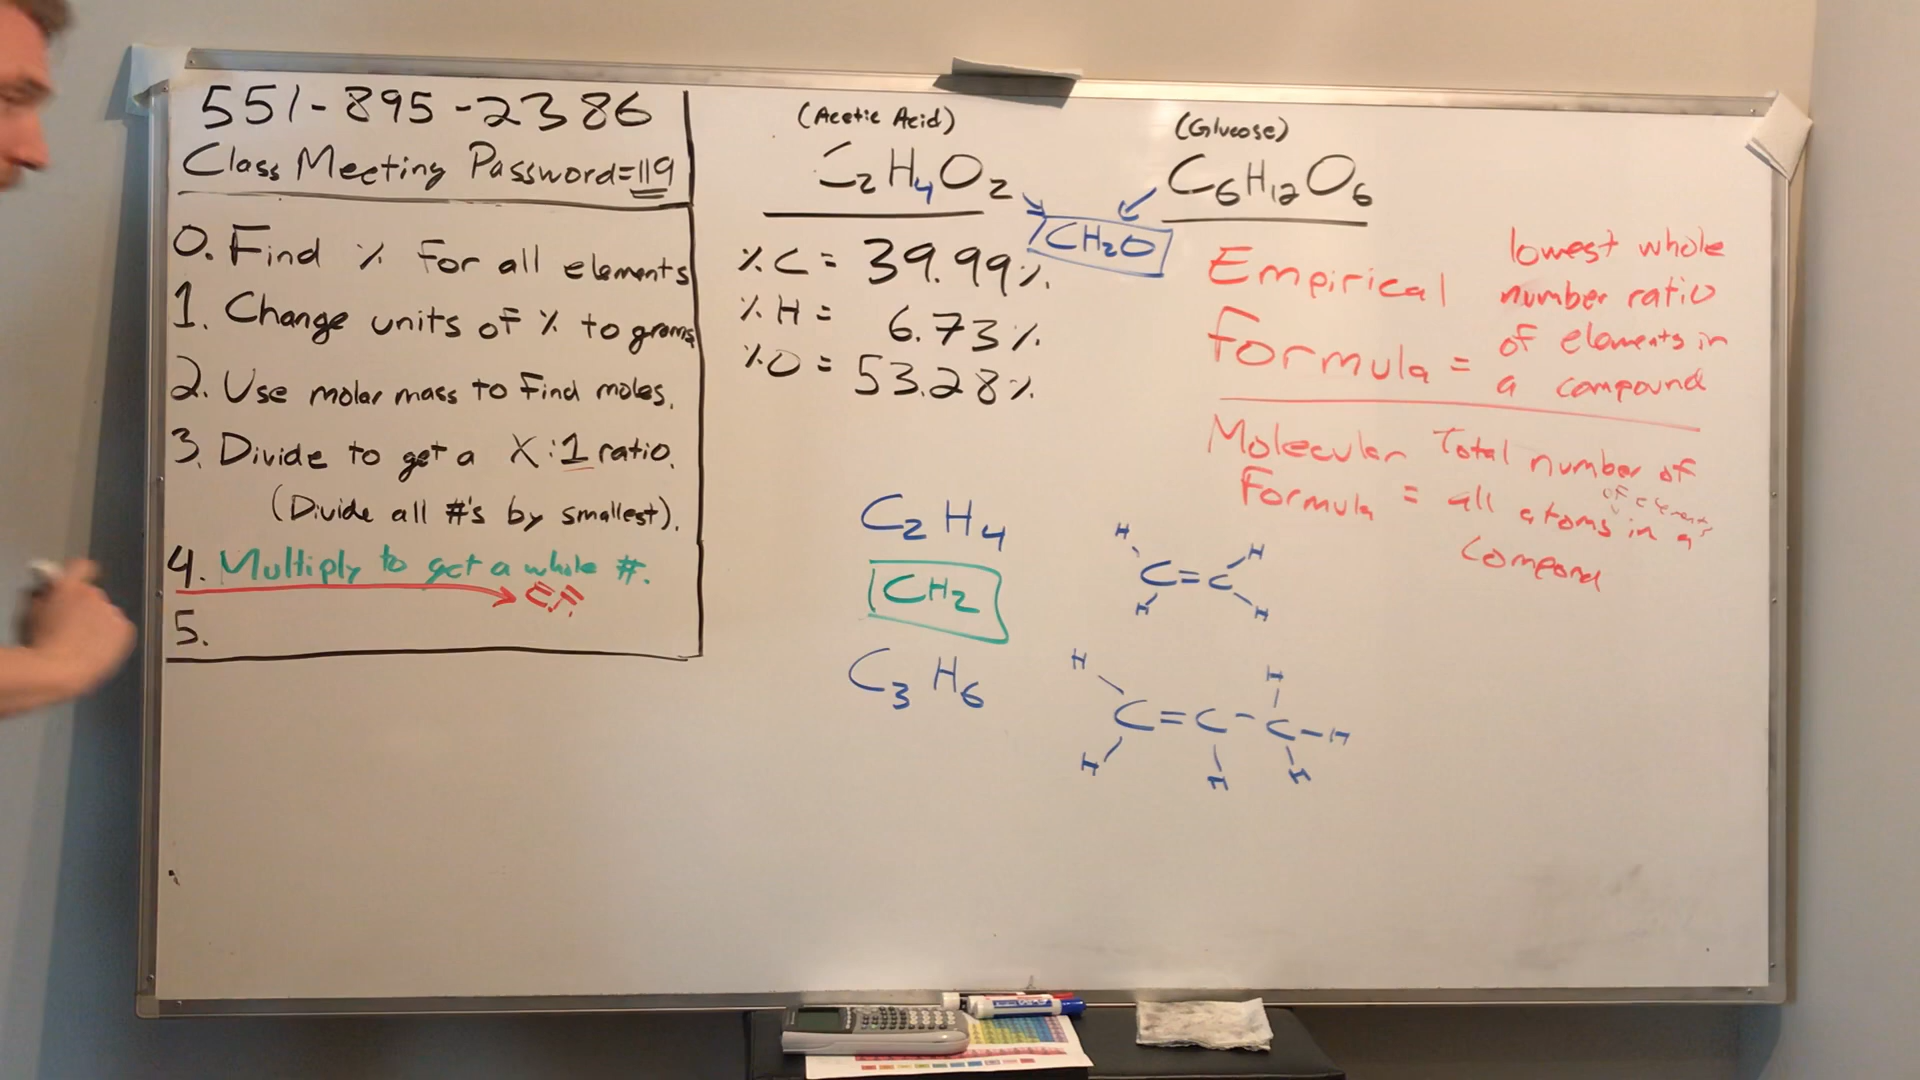 551-895-2386
Class Meeting Password=119
0. Find % for all elements
1. Change units of % to grams
2. Use molar mass to find moles.
3. Divide to get a X:1 ratio.
(Divide all #'s by smallest).
4. Multiply to get a whole #.
E.F.
5.
(Acetic Acid)
C2H4O2
(Glucose)
C6H12O6
CH2O
%C = 39.99%.
%H = 6.73%.
%O = 53.28%.
Empirical
Formula =
lowest whole
number ratio
of elements in
a compound
Molecular
Formula =
Total number of
all atoms in a
of elements
Compound
C2H4
CH2
C3H6
H
H
C=C
H
H
H
H
C=C-C-H
H
H
H